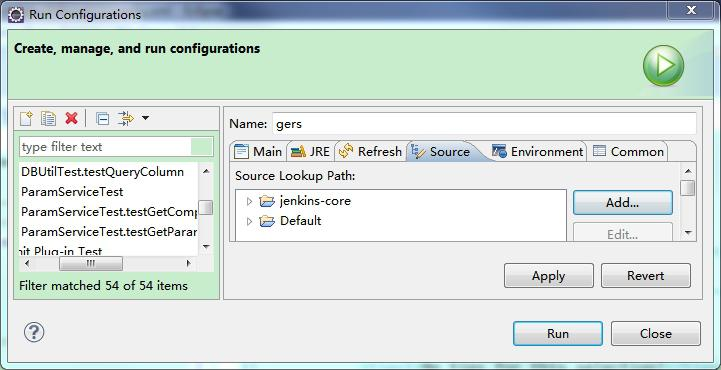 Run Configurations
Create, manage, and run configurations
type filter text
DBUtilTest.testQueryColumn
ParamServiceTest
ParamServiceTest.testGetComp
ParamServiceTest.testGetParam
nit Plug-in Test
Filter matched 54 of 54 items
Name: gers
Main JRE Refresh Source Environment Common
Source Lookup Path:
jenkins-core
Default
Add...
Edit...
Apply Revert
Run Close